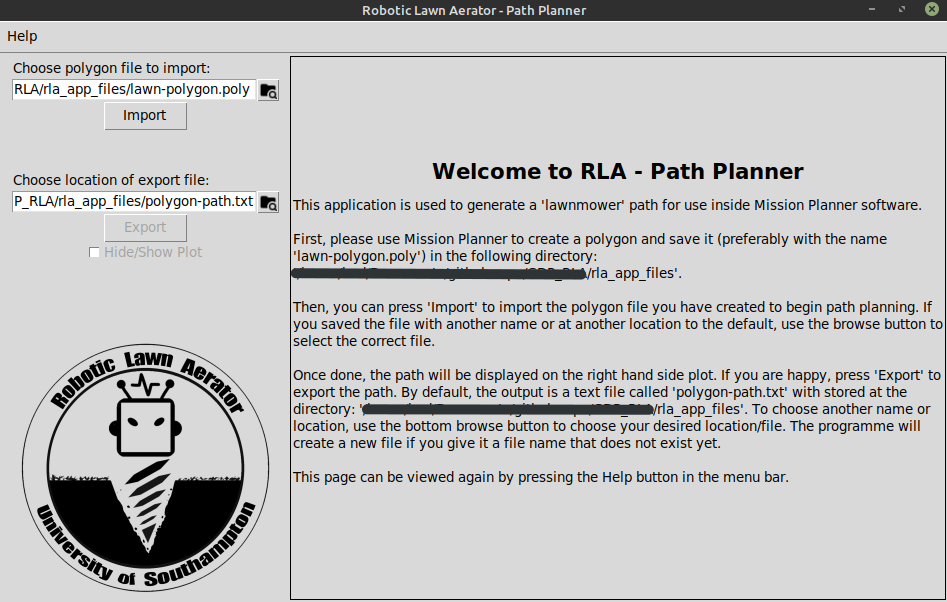 Robotic Lawn Aerator - Path Planner
Help
Choose polygon file to import:
RLA/rla_app_files/lawn-polygon.poly
Import
Choose location of export file:
P_RLA/rla_app_files/polygon-path.txt
Export
Hide/Show Plot
Robotic Lawn Aerator
University of Southampton
Welcome to RLA - Path Planner
This application is used to generate a 'lawnmower' path for use inside Mission Planner software.
First, please use Mission Planner to create a polygon and save it (preferably with the name
'lawn-polygon.poly') in the following directory:
/rla_app_files'.
Then, you can press 'Import' to import the polygon file you have created to begin path planning. If
you saved the file with another name or at another location to the default, use the browse button to
select the correct file.
Once done, the path will be displayed on the right hand side plot. If you are happy, press 'Export' to
export the path. By default, the output is a text file called 'polygon-path.txt' with stored at the
directory: '/rla_app_files'. To choose another name or
location, use the bottom browse button to choose your desired location/file. The programme will
create a new file if you give it a file name that does not exist yet.
This page can be viewed again by pressing the Help button in the menu bar.